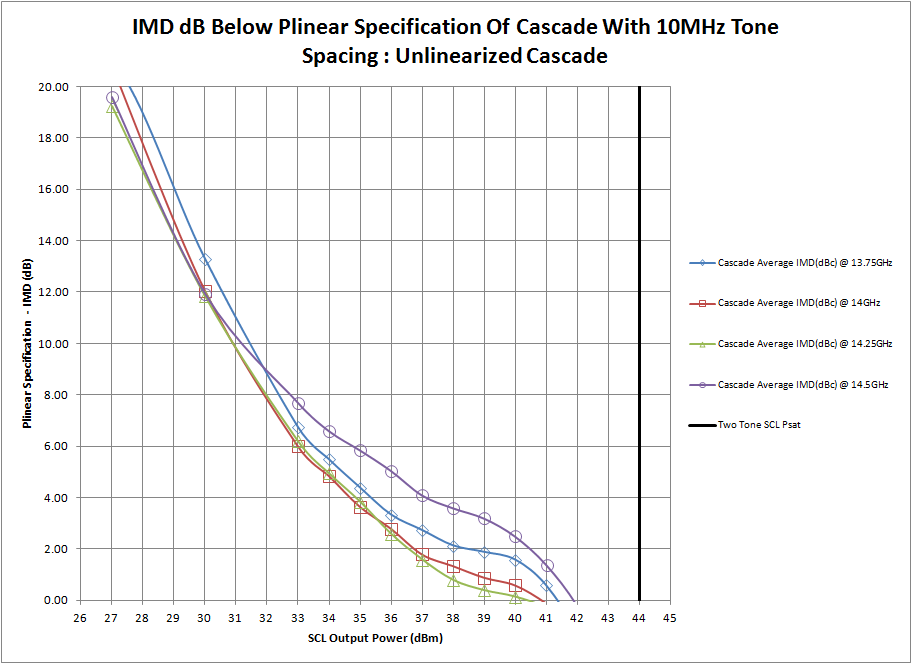 IMD dB Below Plinear Specification Of Cascade With 10MHz Tone
Spacing : Unlinearized Cascade
Plinear Specification - IMD (dB)
20.00
18.00
16.00
14.00
12.00
10.00
8.00
6.00
4.00
2.00
0.00
26 27 28 29 30 31 32 33 34 35 36 37 38 39 40 41 42 43 44 45
SCL Output Power (dBm)
Cascade Average IMD(dBc) @ 13.75GHz
Cascade Average IMD(dBc) @ 14GHz
Cascade Average IMD(dBc) @ 14.25GHz
Cascade Average IMD(dBc) @ 14.5GHz
Two Tone SCL Psat